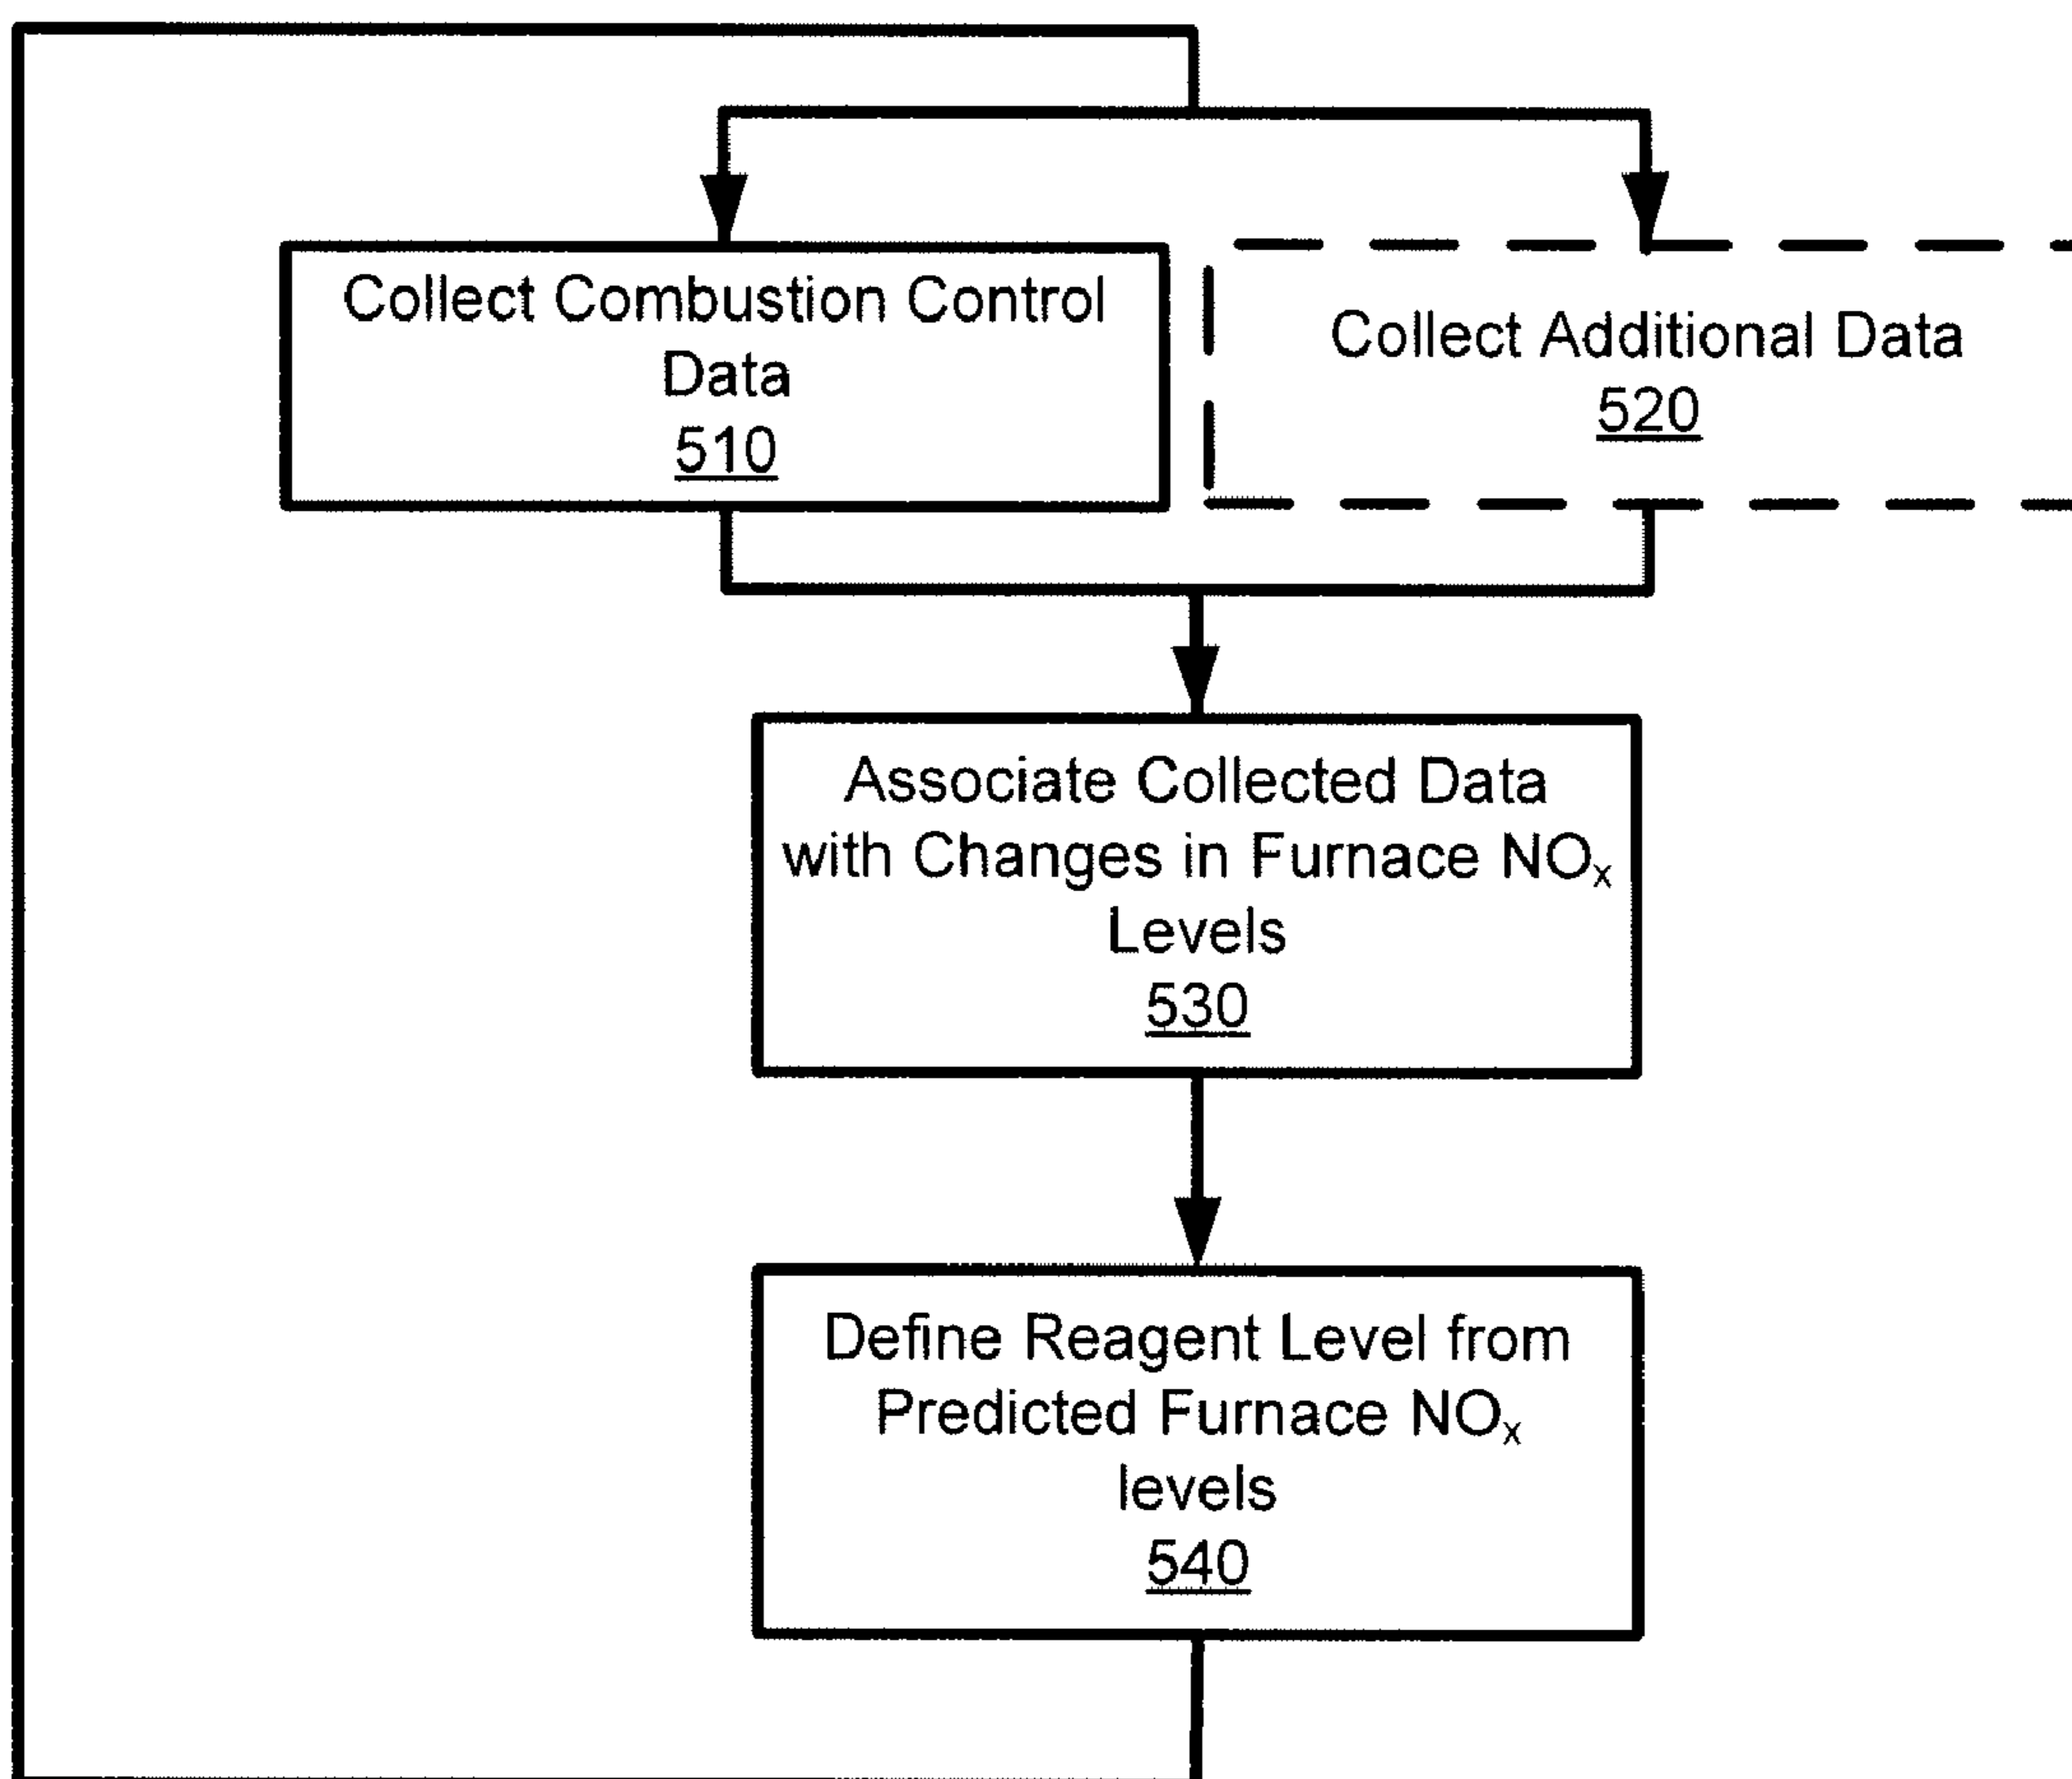 Collect Combustion Control
Data
510
Collect Additional Data
520
Associate Collected Data
with Changes in Furnace NOₓ
Levels
530
Define Reagent Level from
Predicted Furnace NOₓ
levels
540